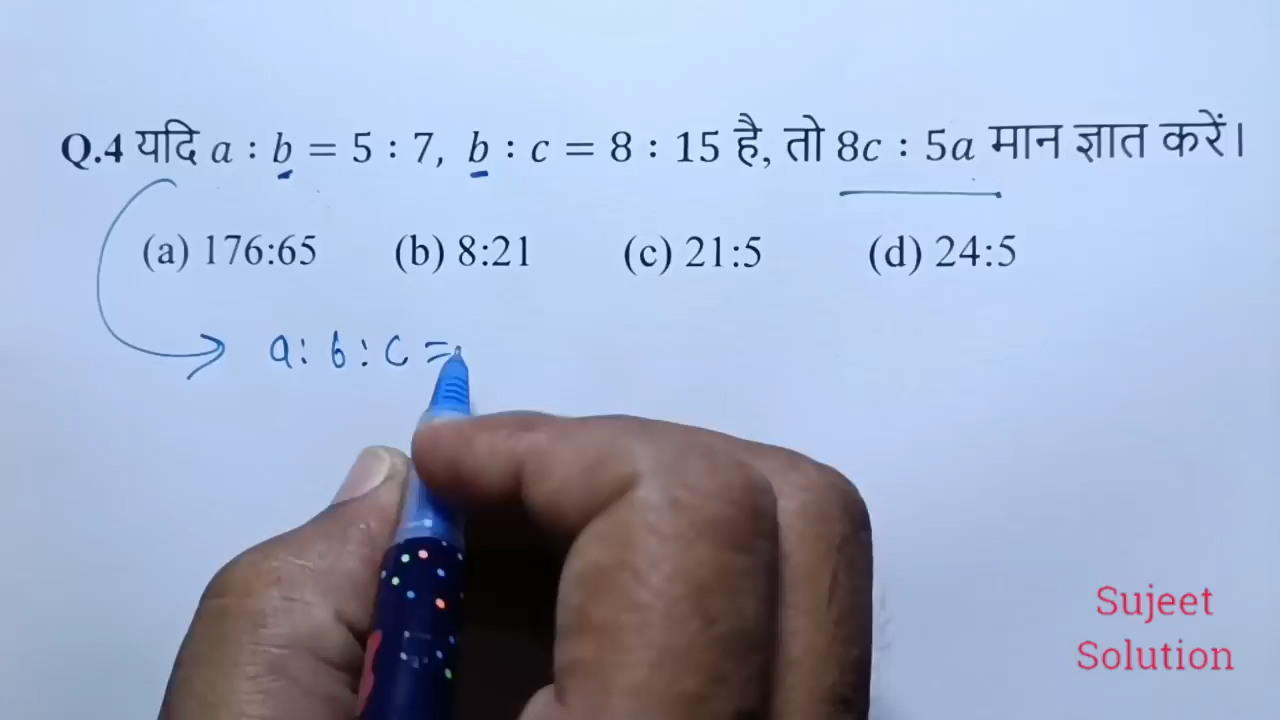 Q.4 यदि a : b = 5 : 7, b : c = 8 : 15 है, तो 8c : 5a मान ज्ञात करें।
(a) 176:65 (b) 8:21 (c) 21:5 (d) 24:5
a : b : c =
Sujeet
Solution